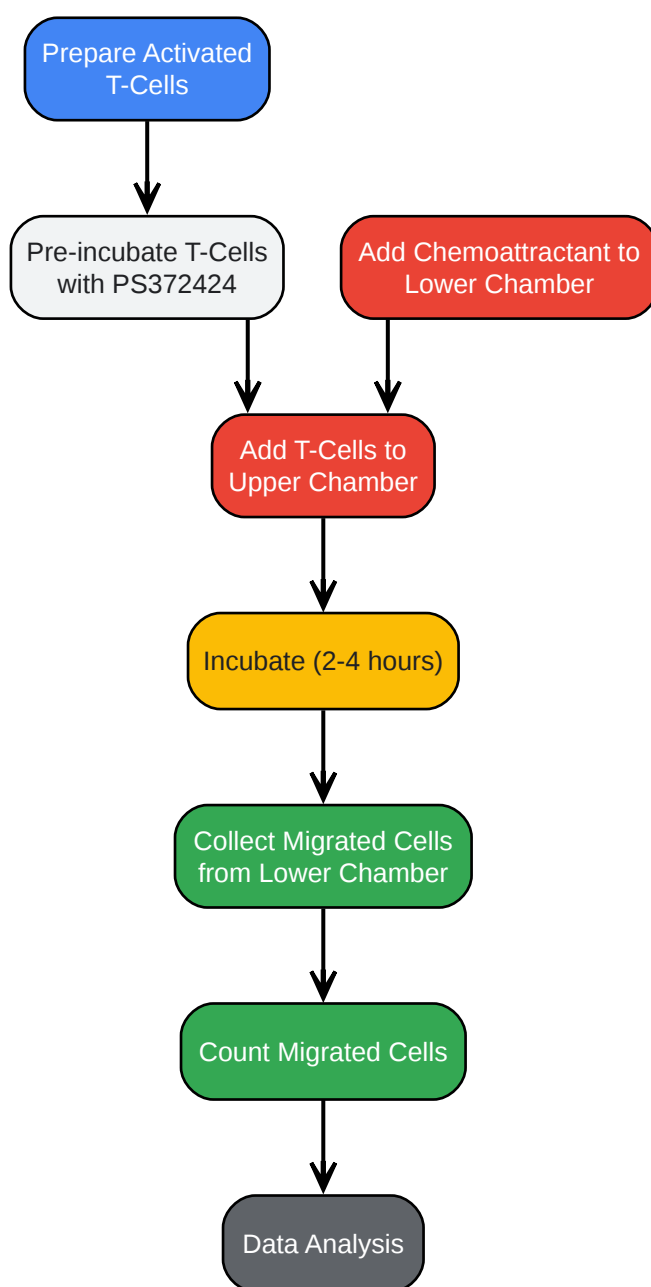 Prepare Activated
T-Cells
Pre-incubate T-Cells
with PS372424
Add Chemoattractant to
Lower Chamber
Add T-Cells to
Upper Chamber
Incubate (2-4 hours)
Collect Migrated Cells
from Lower Chamber
Count Migrated Cells
Data Analysis